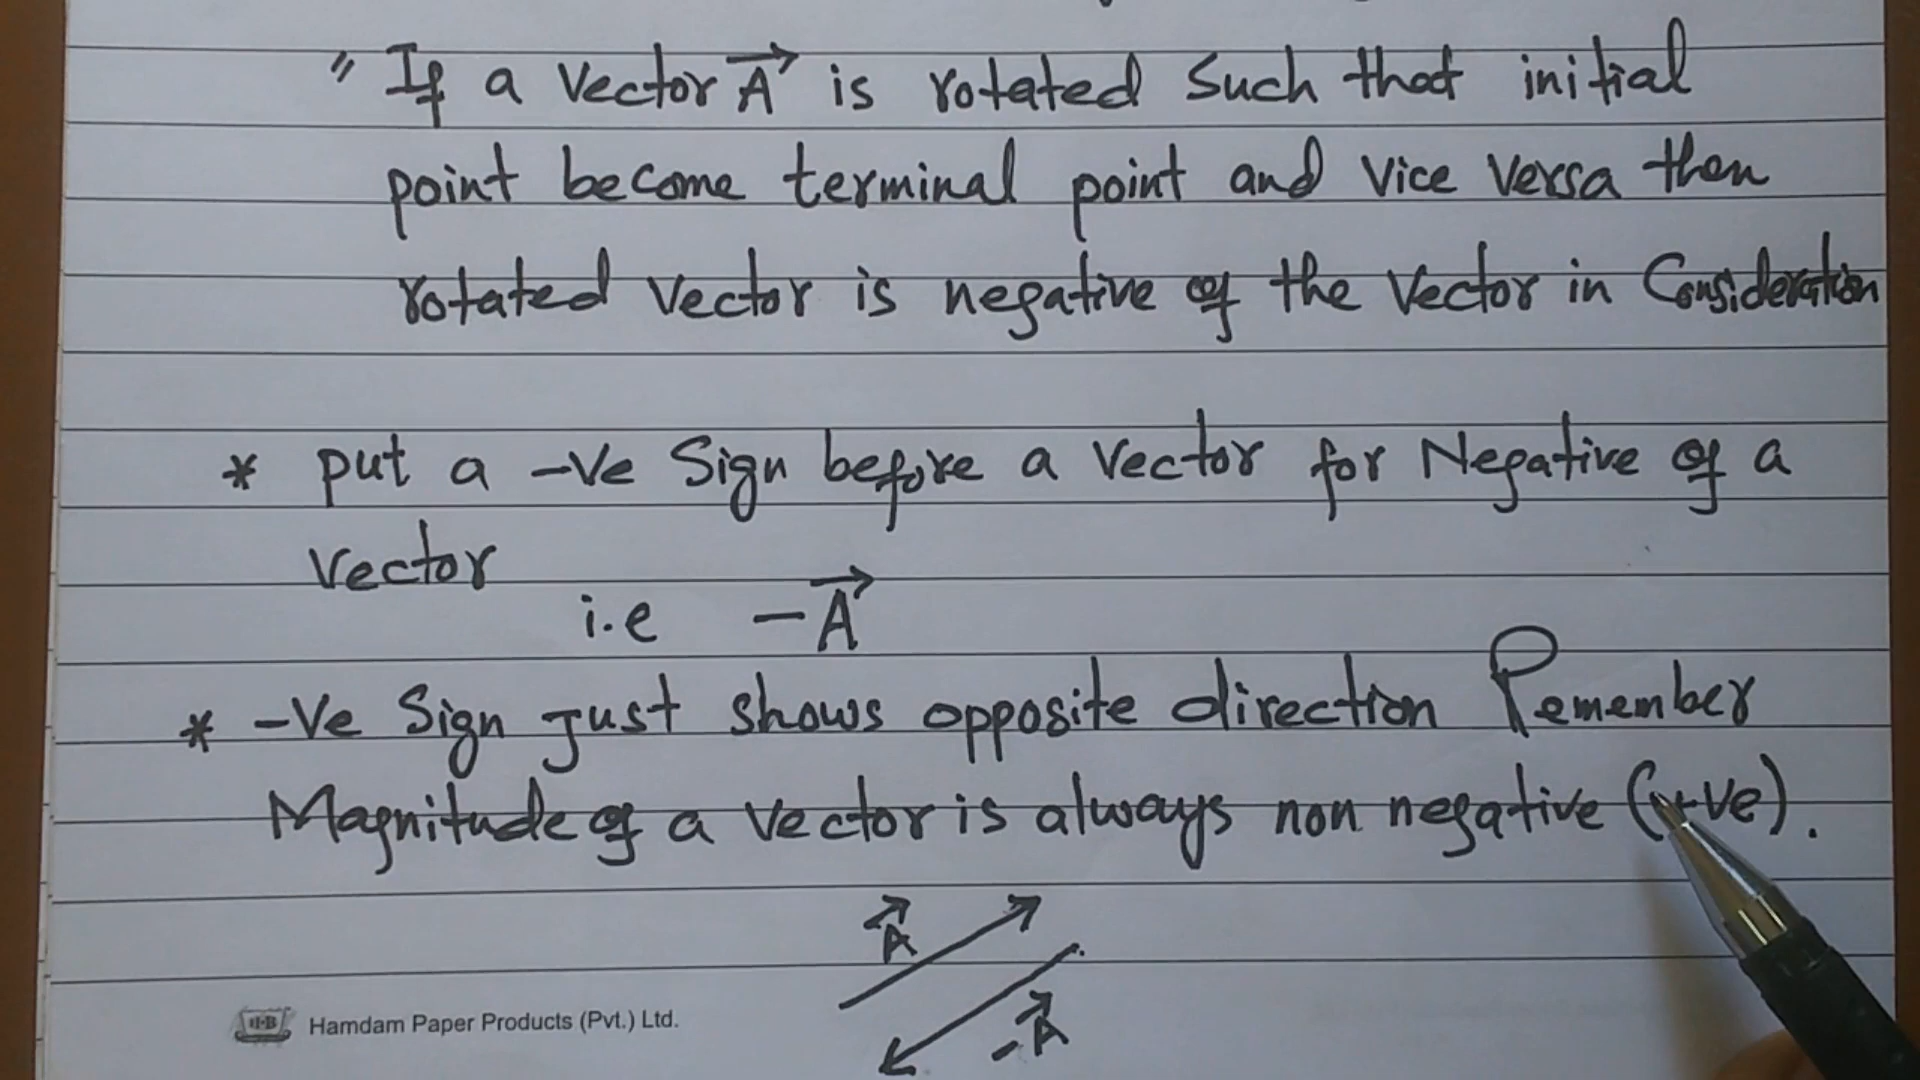 " If a Vector A⃗ is rotated Such that initial
point become terminal point and Vice Versa then
rotated Vector is negative of the Vector in Consideration
* put a -ve Sign before a Vector for Negative of a
Vector
i.e -A⃗
* -Ve Sign Just shows opposite direction Remember
Magnitude of a Vector is always non negative (+ve).
A⃗
-A⃗
H·B Hamdam Paper Products (Pvt.) Ltd.